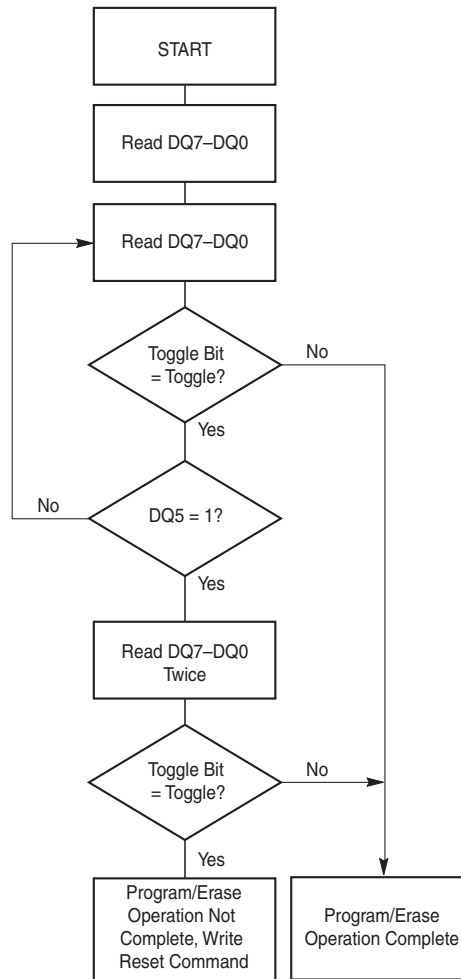 START
Read DQ7–DQ0
Read DQ7–DQ0
Toggle Bit
= Toggle?
No
Yes
No
DQ5 = 1?
Yes
Read DQ7–DQ0
Twice
Toggle Bit
= Toggle?
No
Yes
Program/Erase
Operation Not
Complete, Write
Reset Command
Program/Erase
Operation Complete